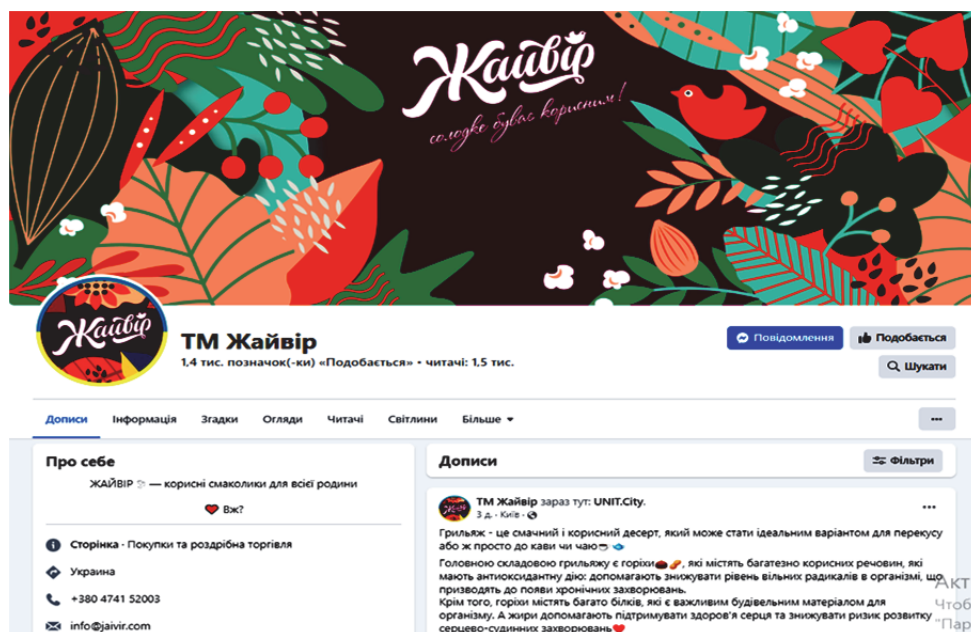 Жайвір
солодке буває корисним!
Жайвір
ТМ Жайвір
1,4 тис. позначок(-ки) «Подобається» • читачі: 1,5 тис.
Повідомлення
Подобається
Шукати
Дописи Інформація Згадки Огляди Читачі Світлини Більше
Про себе
ЖАЙВІР — корисні смаколики для всієї родини
Вж?
Сторінка · Покупки та роздрібна торгівля
Украина
+380 4741 52003
info@jaivir.com
Дописи
Фільтри
ТМ Жайвір зараз тут: UNIT.City.
3 д. · Київ ·
Грильяж - це смачний і корисний десерт, який може стати ідеальним варіантом для перекусу
або ж просто до кави чи чаю
Головною складовою грильяжу є горіхи, які містять багатезно корисних речовин, які
мають антиоксидантну дію: допомагають знижувати рівень вільних радикалів в організмі, що
призводять до появи хронічних захворювань.
Крім того, горіхи містять багато білків, які є важливим будівельним матеріалом для
організму. А жири допомагають підтримувати здоров'я серця та знижувати ризик розвитку
серцево-судинних захворювань
Акт
Чтоб
"Пар